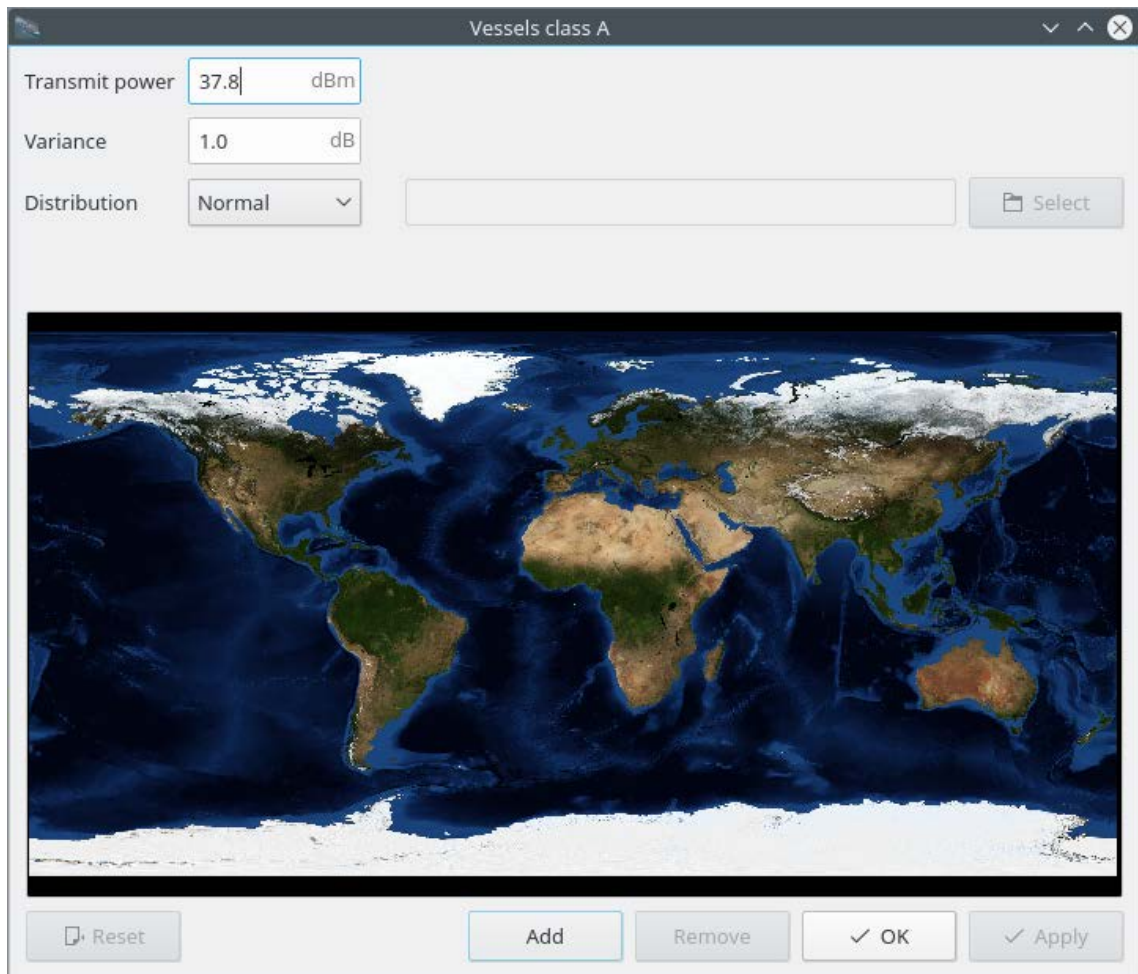 Vessels class A
Transmit power 37.8 dBm
Variance 1.0 dB
Distribution Normal Select
Reset Add Remove OK Apply